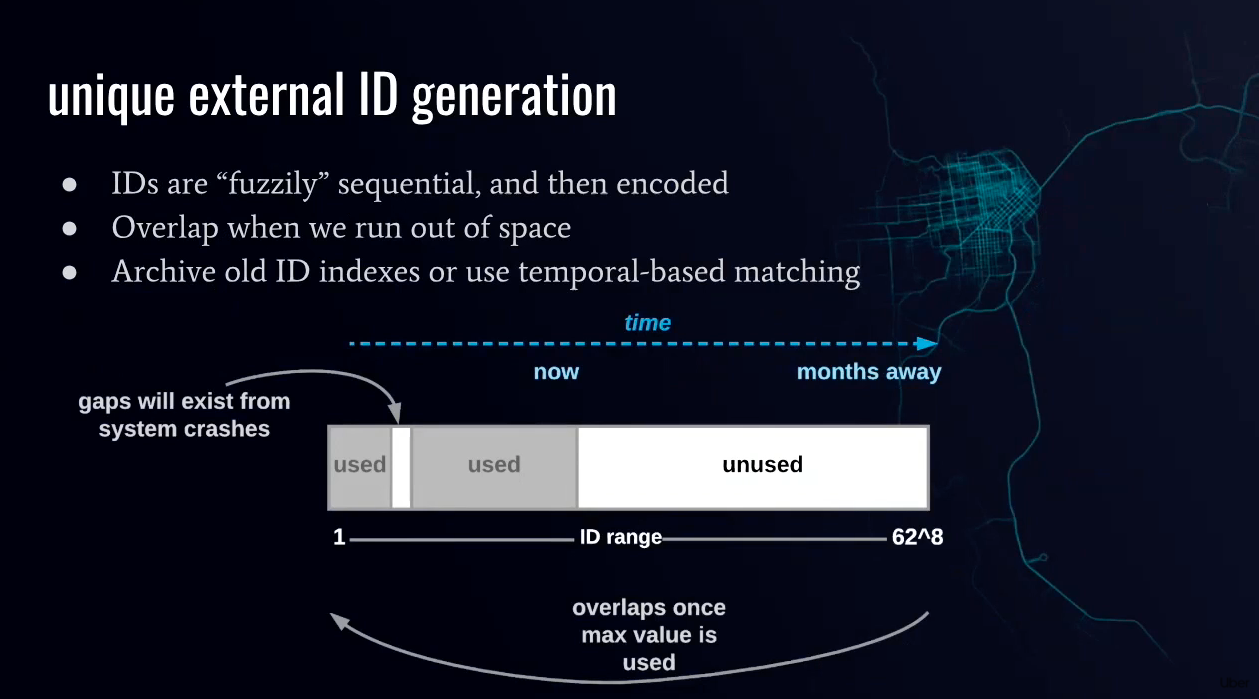 unique external ID generation
● IDs are “fuzzily” sequential, and then encoded
● Overlap when we run out of space
● Archive old ID indexes or use temporal-based matching
time
now
months away
gaps will exist from
system crashes
used
used
unused
1
ID range
62^8
overlaps once
max value is
used